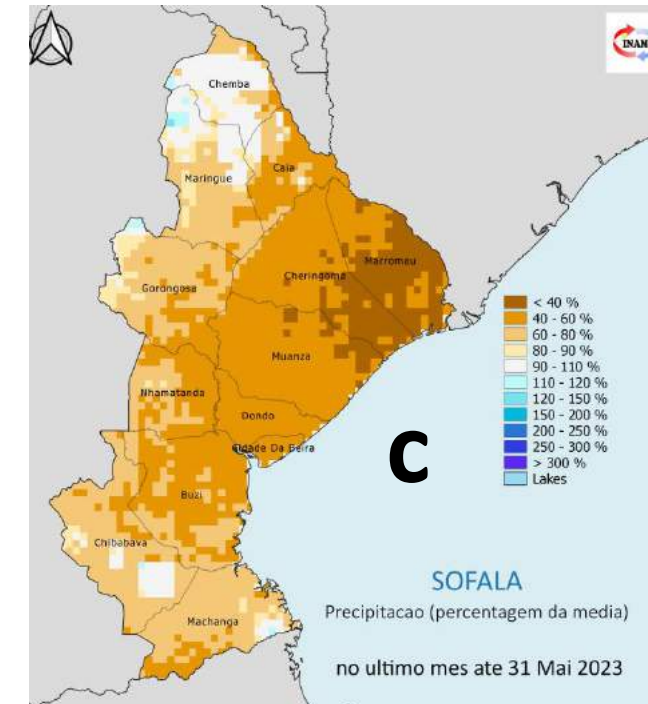 INAM
Chemba
Caia
Maringue
Marromeu
Cheringoma
Gorongosa
Muanza
Nhamatanda
Dondo
Cidade Da Beira
Buzi
Chibabava
Machanga
< 40 %
40 - 60 %
60 - 80 %
80 - 90 %
90 - 110 %
110 - 120 %
120 - 150 %
150 - 200 %
200 - 250 %
250 - 300 %
> 300 %
Lakes
C
SOFALA
Precipitacao (percentagem da media)
no ultimo mes ate 31 Mai 2023